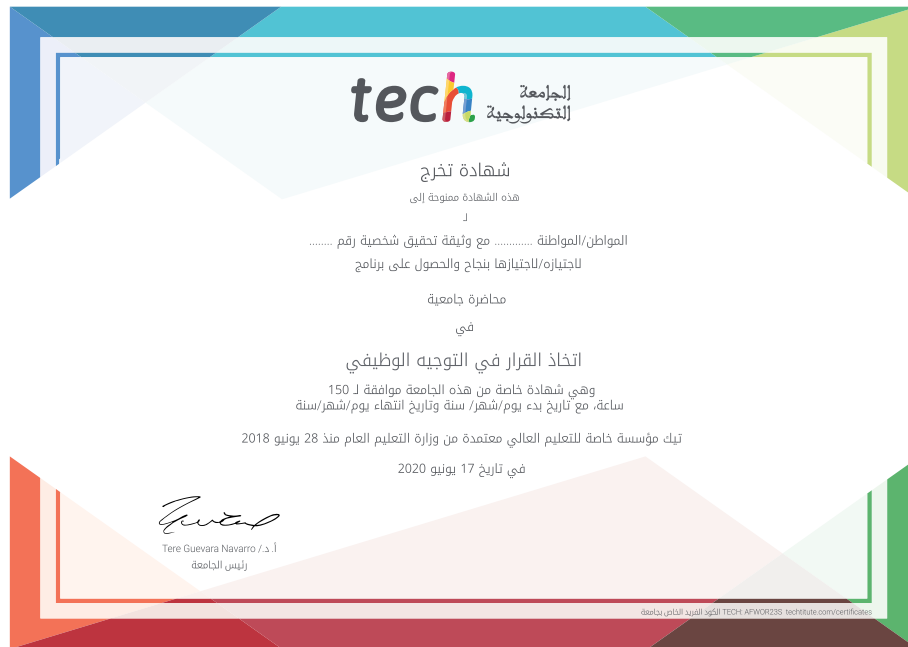 tech الجامعة
التكنولوجية
شهادة تخرج
هذه الشهادة ممنوحة إلى
لـ
المواطن/المواطنة ............. مع وثيقة تحقيق شخصية رقم ........
لاجتيازه/لاجتيازها بنجاح والحصول على برنامج
محاضرة جامعية
في
اتخاذ القرار في التوجيه الوظيفي
وهي شهادة خاصة من هذه الجامعة موافقة لـ 150
ساعة، مع تاريخ بدء يوم/شهر/ سنة وتاريخ انتهاء يوم/شهر/سنة
تيك مؤسسة خاصة للتعليم العالي معتمدة من وزارة التعليم العام منذ 28 يونيو 2018
في تاريخ 17 يونيو 2020
أ. د./ Tere Guevara Navarro
رئيس الجامعة
الكود الفريد الخاص بجامعة TECH: AFWOR23S techtitute.com/certificates